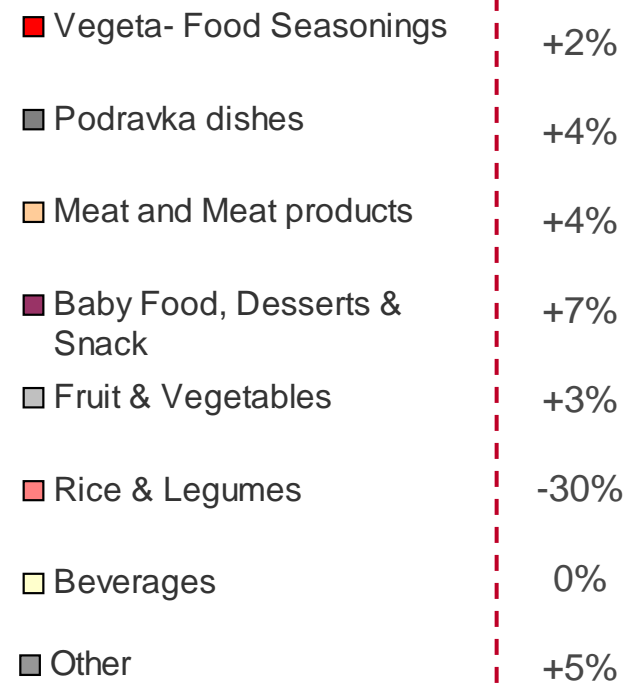 Vegeta- Food Seasonings +2%
Podravka dishes +4%
Meat and Meat products +4%
Baby Food, Desserts & +7%
Snack
Fruit & Vegetables +3%
Rice & Legumes -30%
Beverages 0%
Other +5%